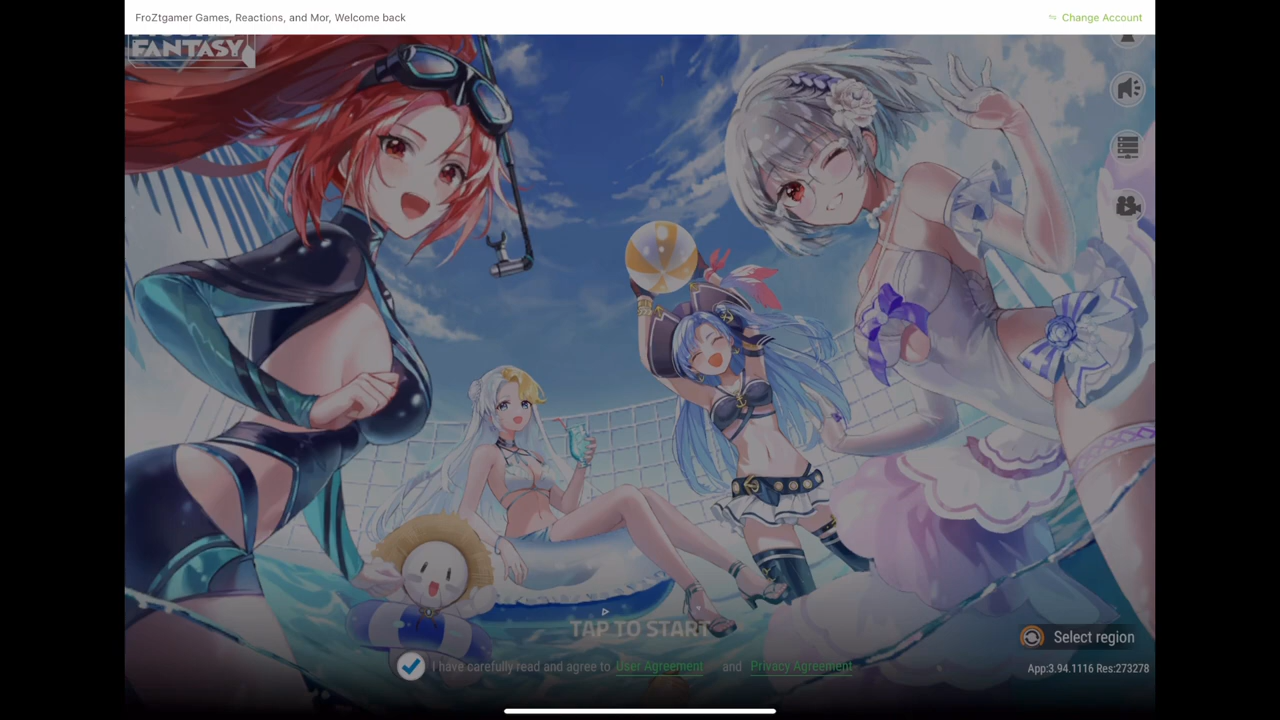 FroZtgamer Games, Reactions, and Mor, Welcome back
Change Account
FANTASY
TAP TO START
I have carefully read and agree to User Agreement and Privacy Agreement
Select region
App:3.94.1116 Res:273278